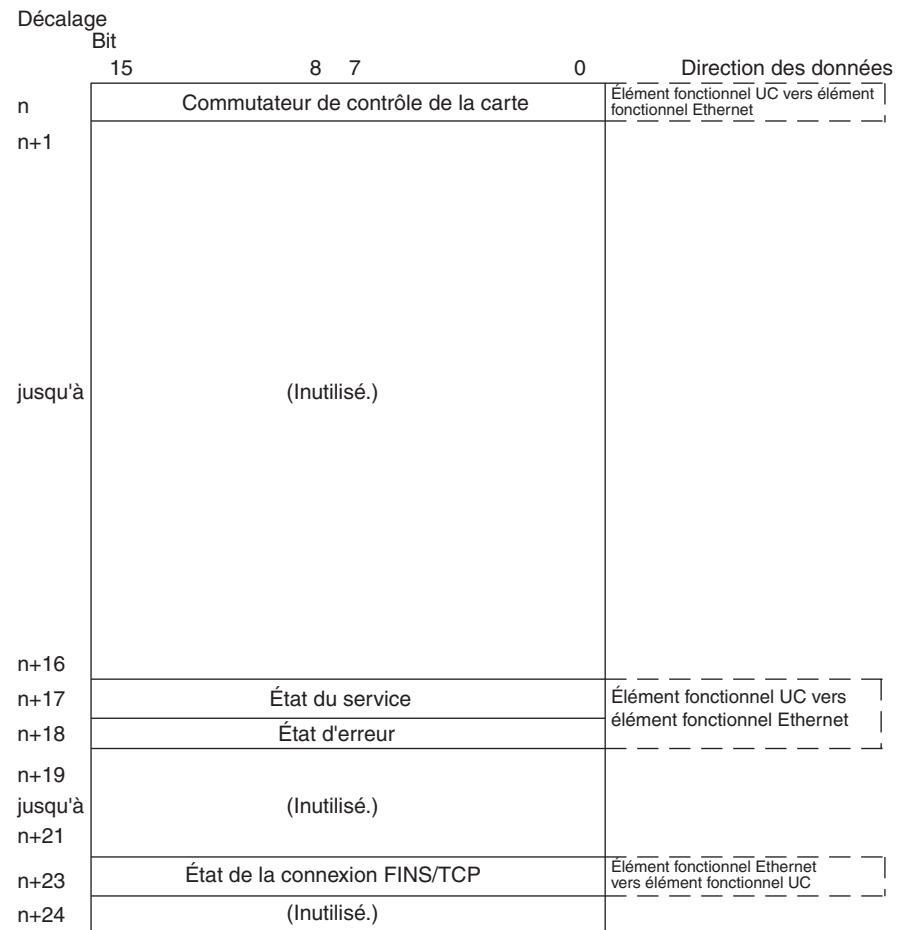 Décalage
Bit
15 8 7 0 Direction des données
n Commutateur de contrôle de la carte Élément fonctionnel UC vers élément
fonctionnel Ethernet
n+1
jusqu'à (Inutilisé.)
n+16
n+17 État du service Élément fonctionnel UC vers
élément fonctionnel Ethernet
n+18 État d'erreur
n+19
jusqu'à (Inutilisé.)
n+21
n+23 État de la connexion FINS/TCP Élément fonctionnel Ethernet
vers élément fonctionnel UC
n+24 (Inutilisé.)